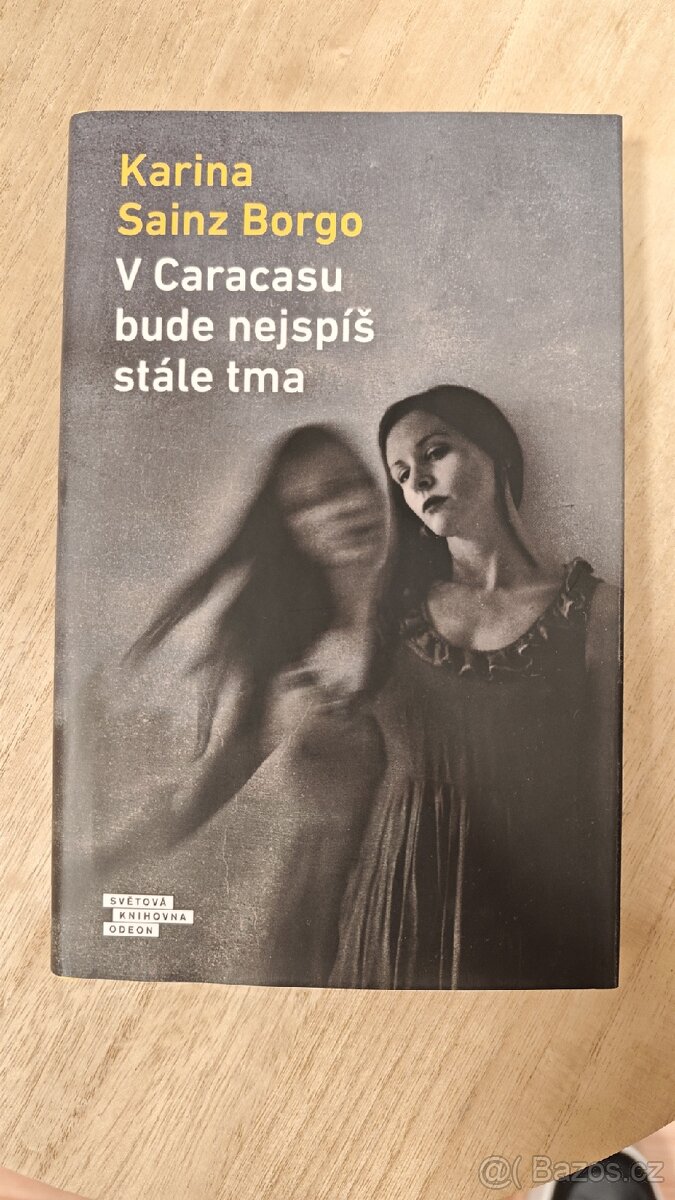 Karina
Sainz Borgo
V Caracasu
bude nejspíš
stále tma
SVĚTOVÁ
KNIHOVNA
ODEON
@( Bazos.cz